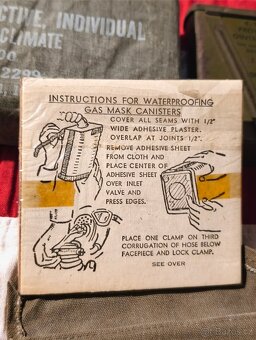 CTIVE INDIVIDUAL
CLIMATE
INSTRUCTIONS FOR WATERPROOFING
GAS MASK CANISTERS
COVER ALL SEAMS WITH 1/2"
WIDE ADHESIVE PLASTER.
OVERLAP AT JOINTS 1/2".
REMOVE ADHESIVE SHEET
FROM CLOTH AND
PLACE CENTER OF
ADHESIVE SHEET
OVER INLET
VALVE AND
PRESS EDGES.
PLACE ONE CLAMP ON THIRD
CORRUGATION OF HOSE BELOW
FACEPIECE AND LOCK CLAMP.
SEE OVER